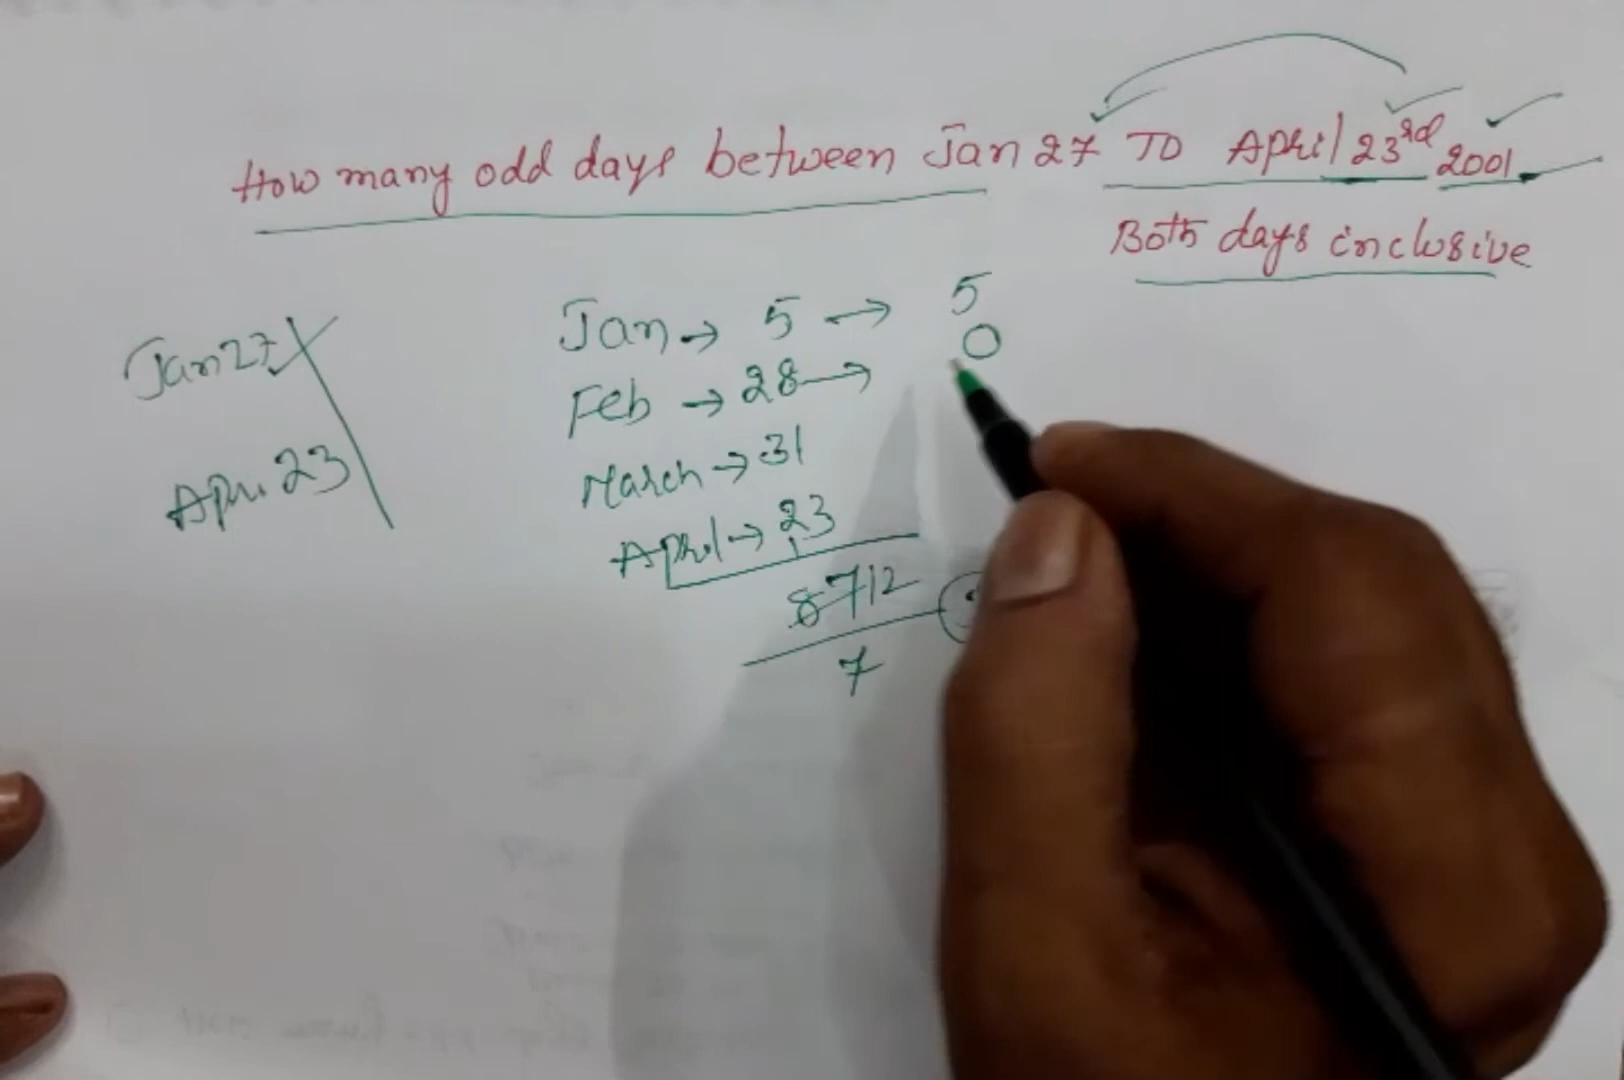 How many odd days between Jan 27 TO April 23rd 2001
Both days inclusive
Jan 27
Apr. 23
Jan → 5 → 5
Feb → 28 → 0
March → 31
April → 23
87 12
7